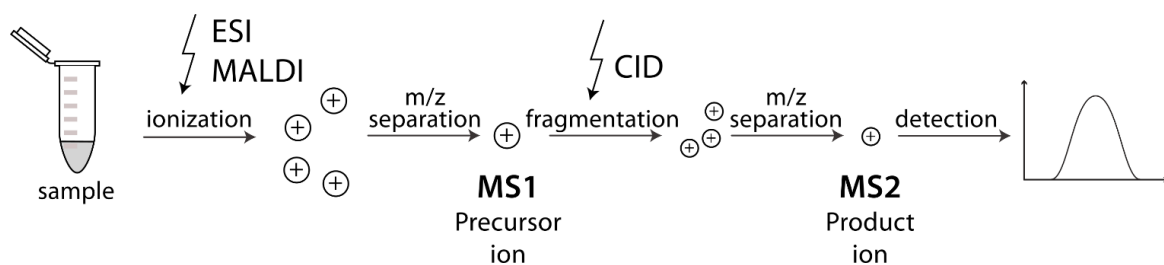 ESI
MALDI
CID
ionization
m/z
separation
fragmentation
m/z
separation
detection
sample
MS1
Precursor
ion
MS2
Product
ion